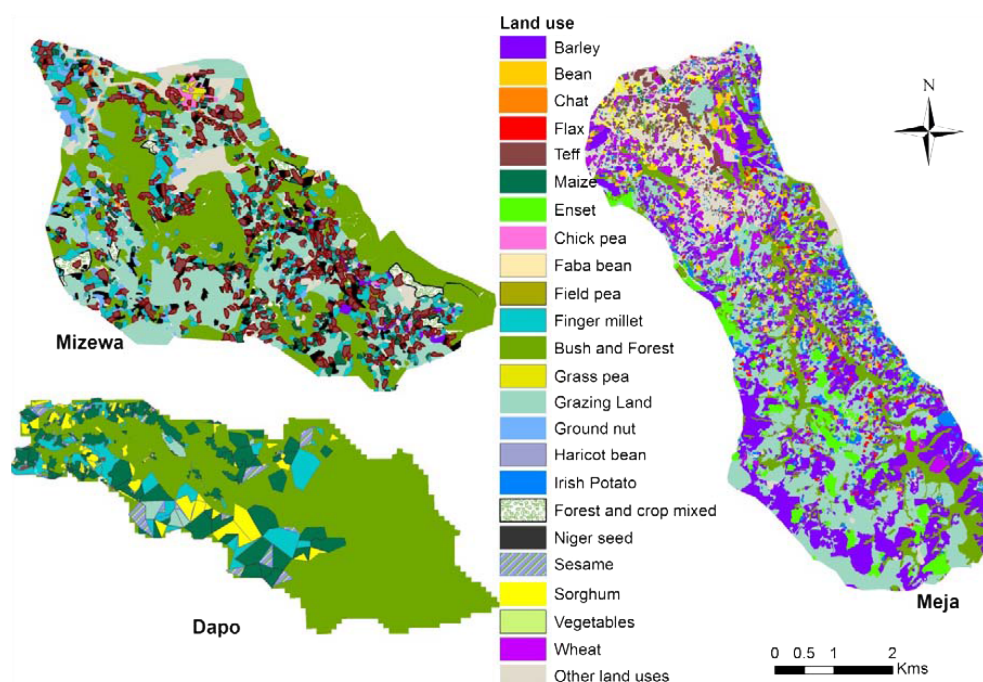 Land use
Barley
Bean
Chat
Flax
Teff
Maize
Enset
Chick pea
Faba bean
Field pea
Finger millet
Bush and Forest
Grass pea
Grazing Land
Ground nut
Haricot bean
Irish Potato
Forest and crop mixed
Niger seed
Sesame
Sorghum
Vegetables
Wheat
Other land uses
Mizewa
Dapo
N
Meja
0 0.5 1 2
Kms